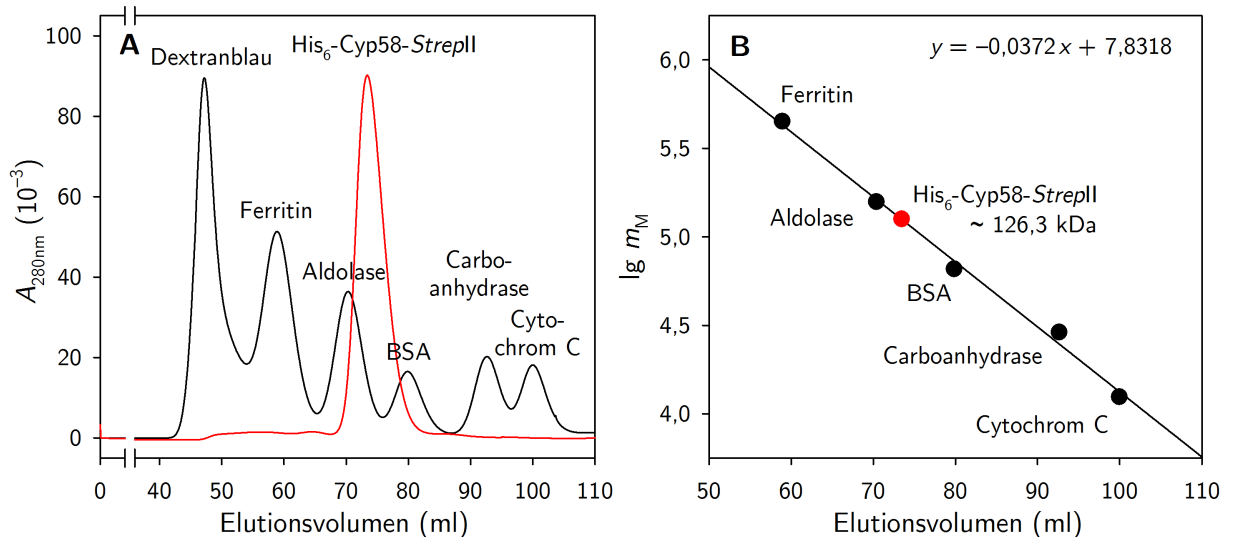 A
Dextranblau
His6-Cyp58-StrepII
Ferritin
Aldolase
BSA
Carbo-
anhydrase
Cyto-
chrom C
100
80
60
40
20
0
A280nm (10⁻³)
0 40 50 60 70 80 90 100 110
Elutionsvolumen (ml)
B
y = –0,0372 x + 7,8318
Ferritin
His6-Cyp58-StrepII
~ 126,3 kDa
Aldolase
BSA
Carboanhydrase
Cytochrom C
6,0
5,5
5,0
4,5
4,0
lg mM
50 60 70 80 90 100 110
Elutionsvolumen (ml)